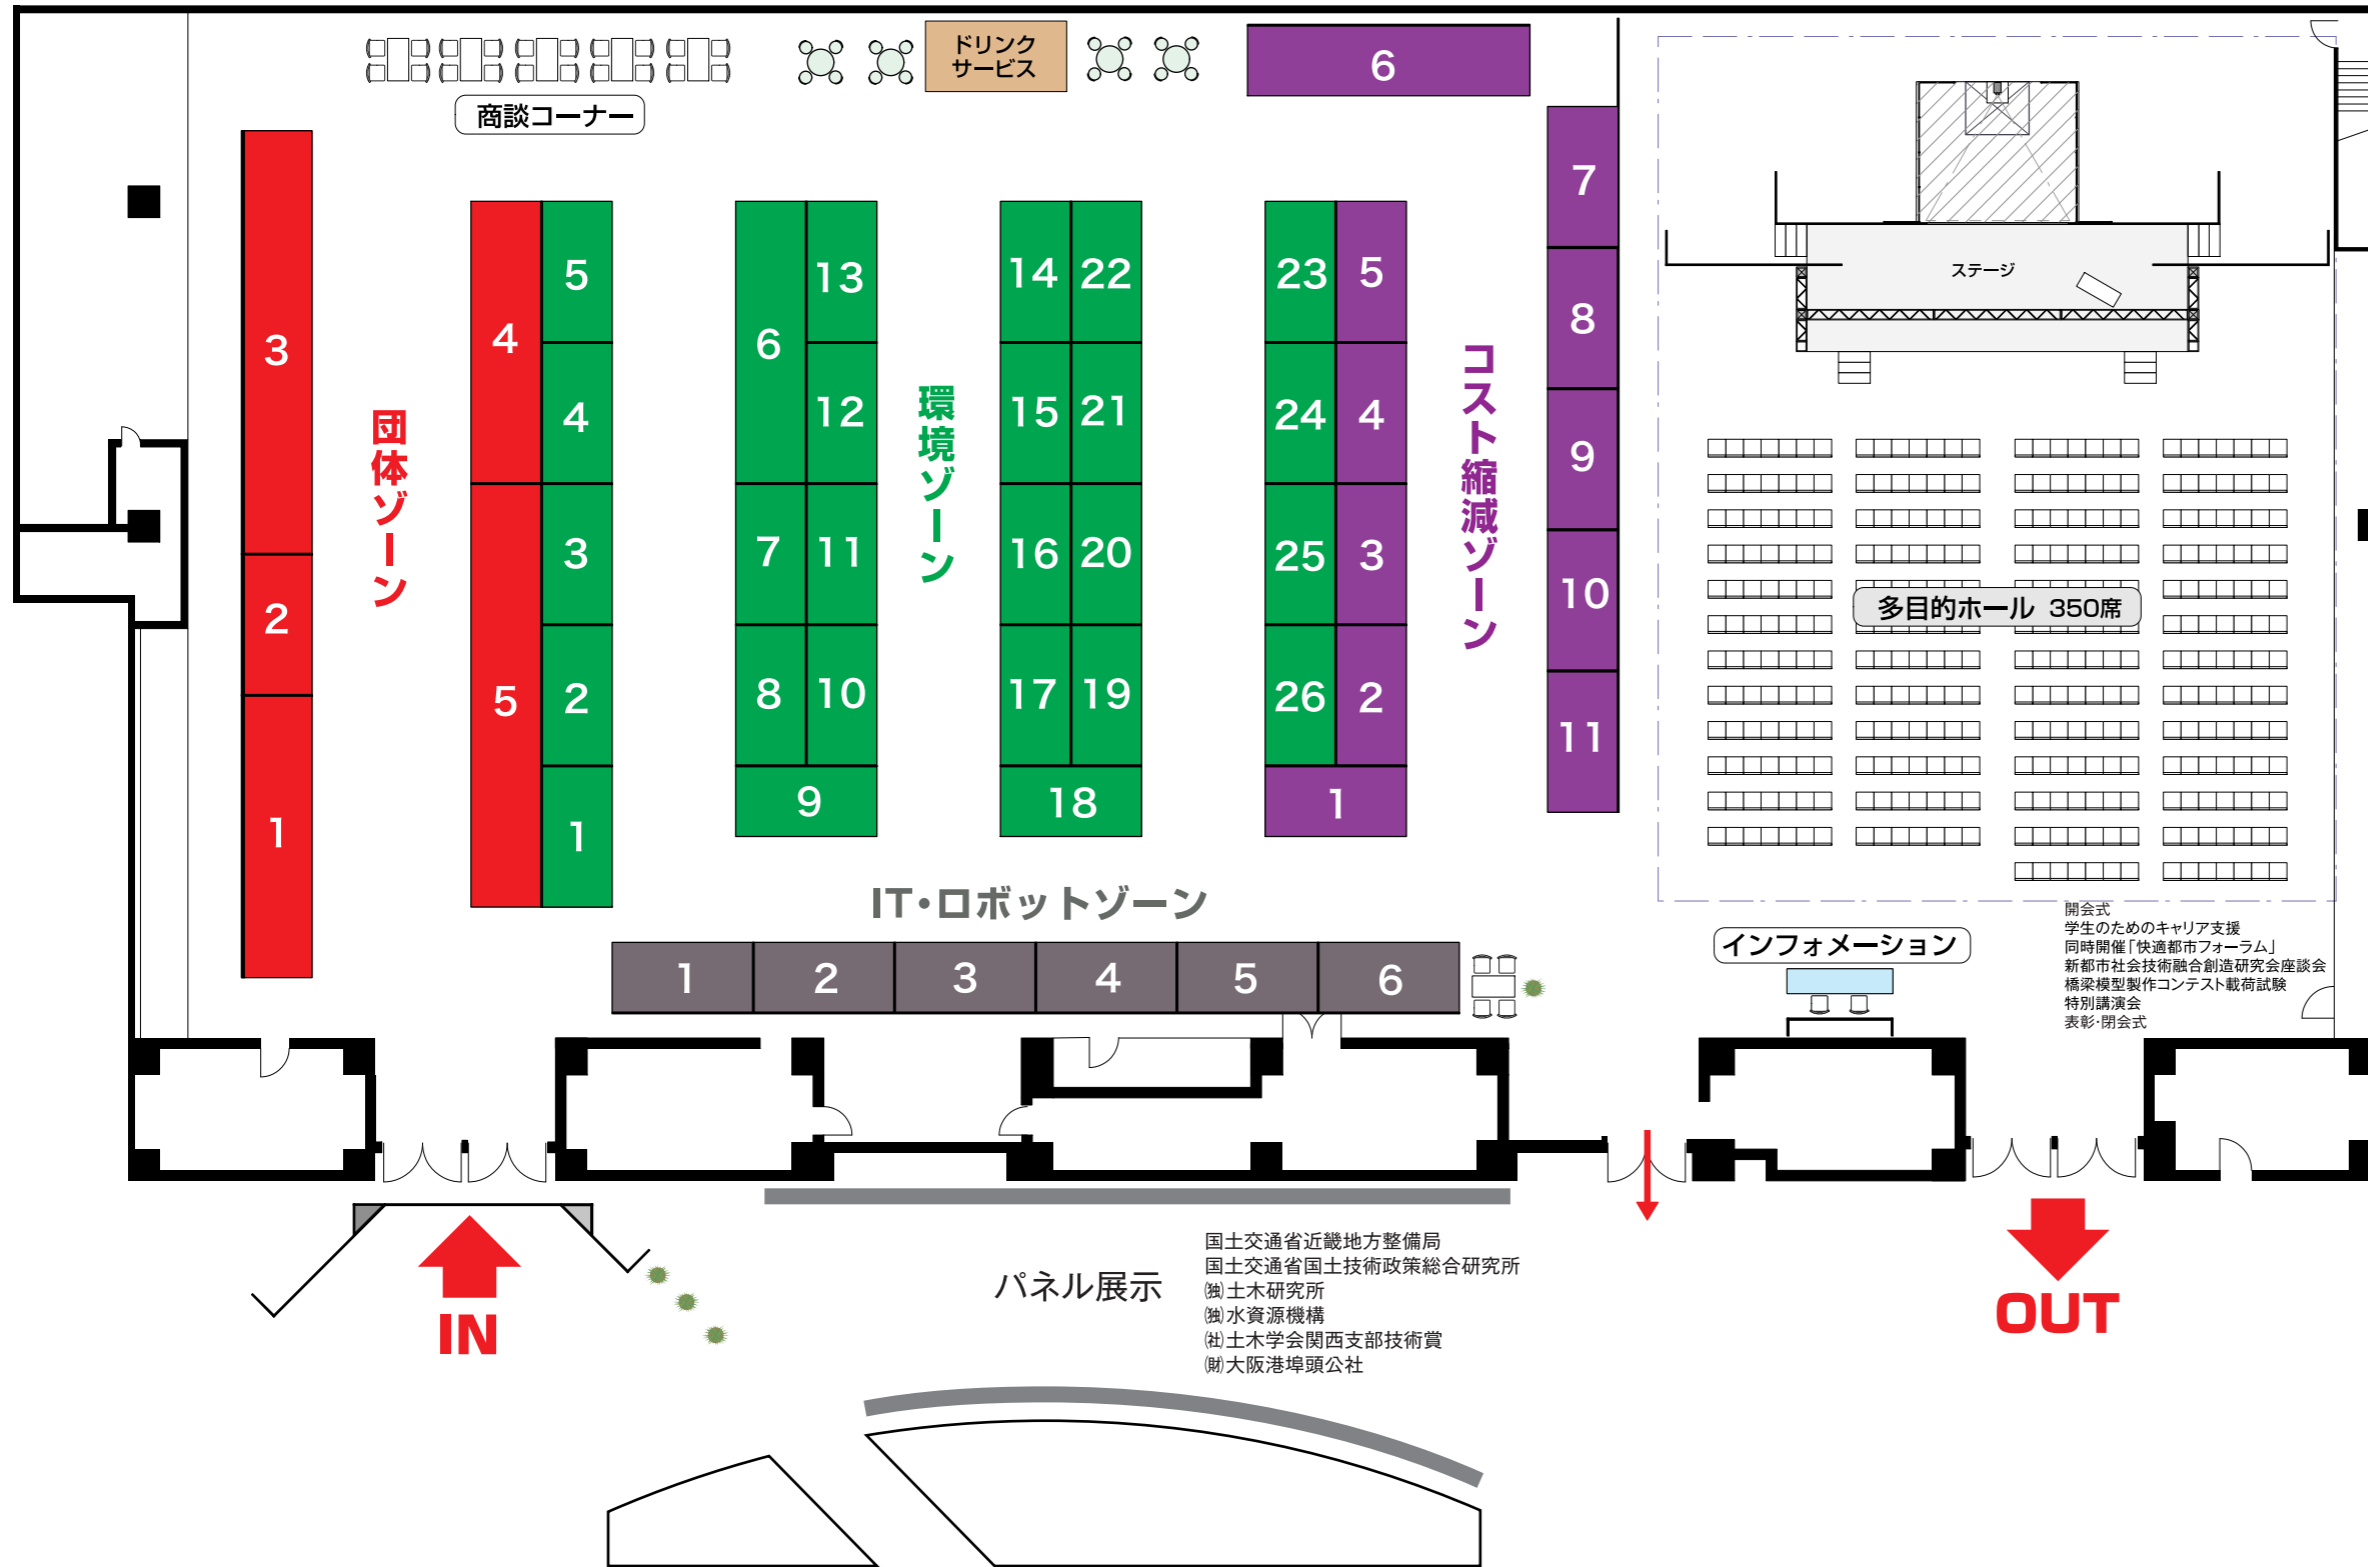 ドリンク
サービス
商談コーナー
6
7
8
9
10
11
3
2
1
団体ゾーン
4
5
5
4
3
2
1
6
7
8
13
12
11
10
9
環境ゾーン
14
15
16
17
22
21
20
19
18
23
24
25
26
5
4
3
2
1
コスト縮減ゾーン
ステージ
多目的ホール 350席
IT・ロボットゾーン
1 2 3 4 5 6
インフォメーション
開会式
学生のためのキャリア支援
同時開催「快適都市フォーラム」
新都市社会技術融合創造研究会座談会
橋梁模型製作コンテスト載荷試験
特別講演会
表彰・閉会式
IN
パネル展示
国土交通省近畿地方整備局
国土交通省国土技術政策総合研究所
㈵土木研究所
㈵水資源機構
㈳土木学会関西支部技術賞
㈶大阪港埠頭公社
OUT